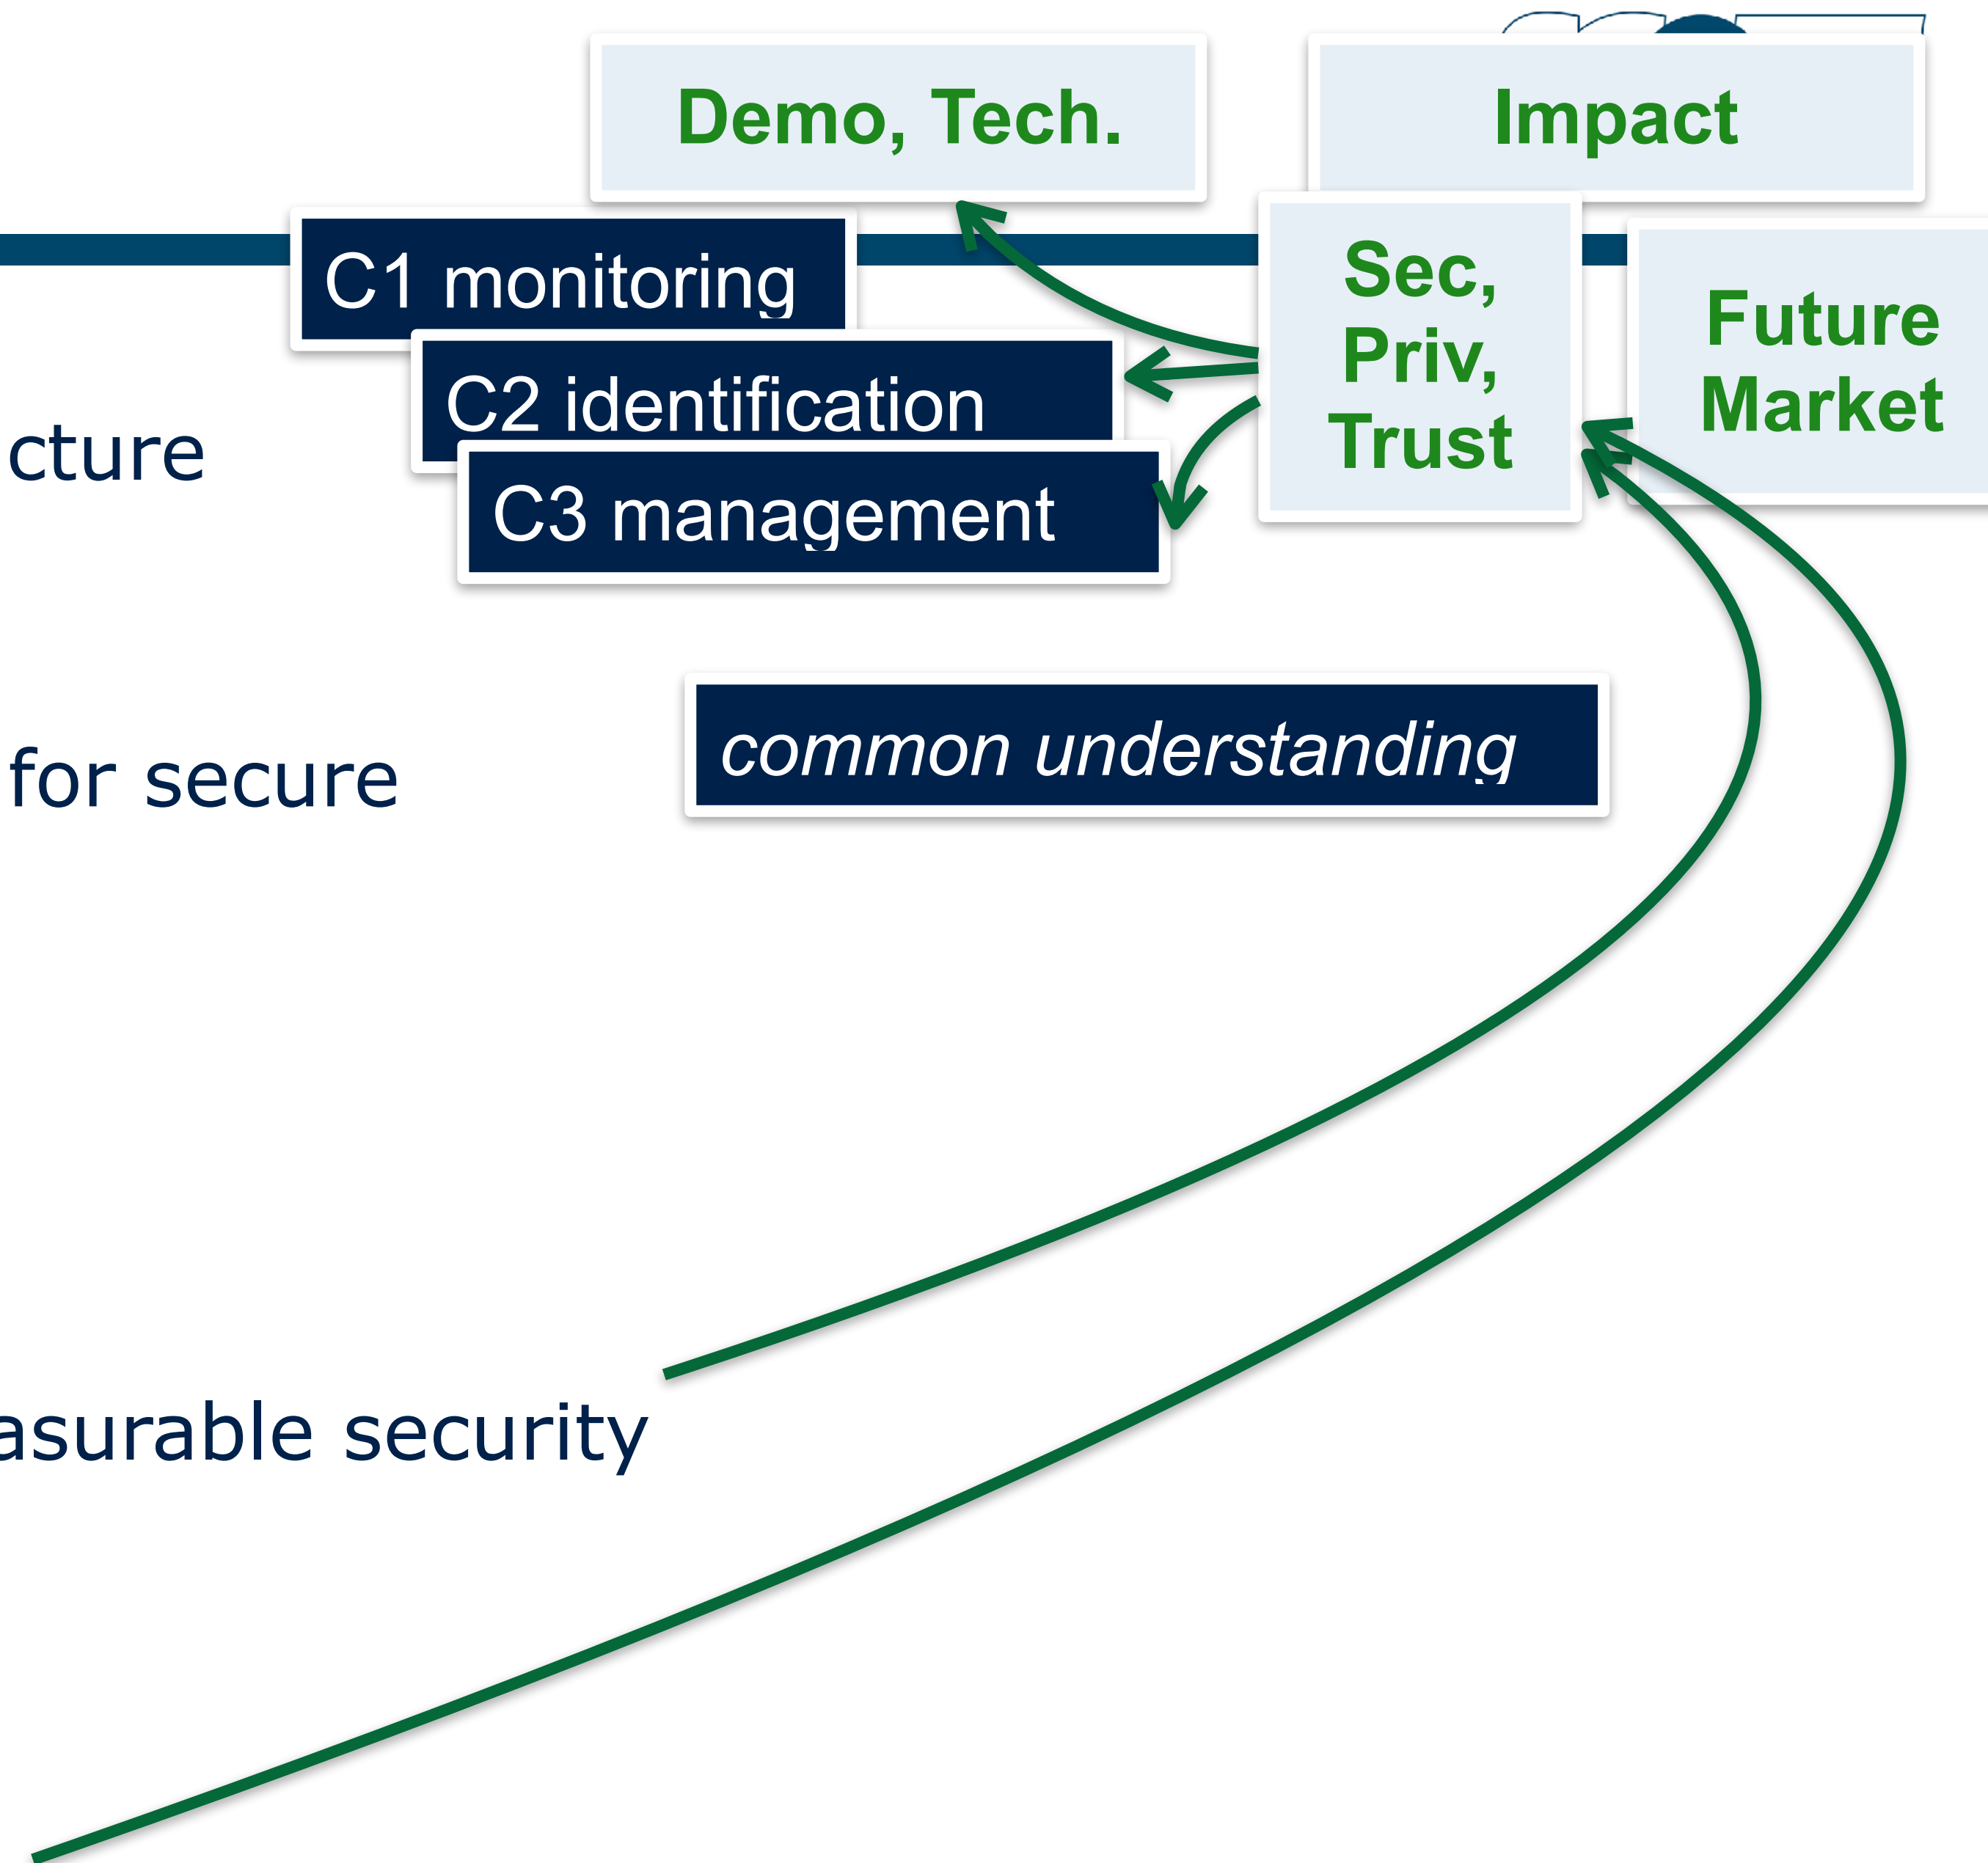 Demo, Tech.
Impact
C1 monitoring
Sec,
Priv,
Trust
Future
Market
C2 identification
cture
C3 management
for secure
common understanding
asurable security